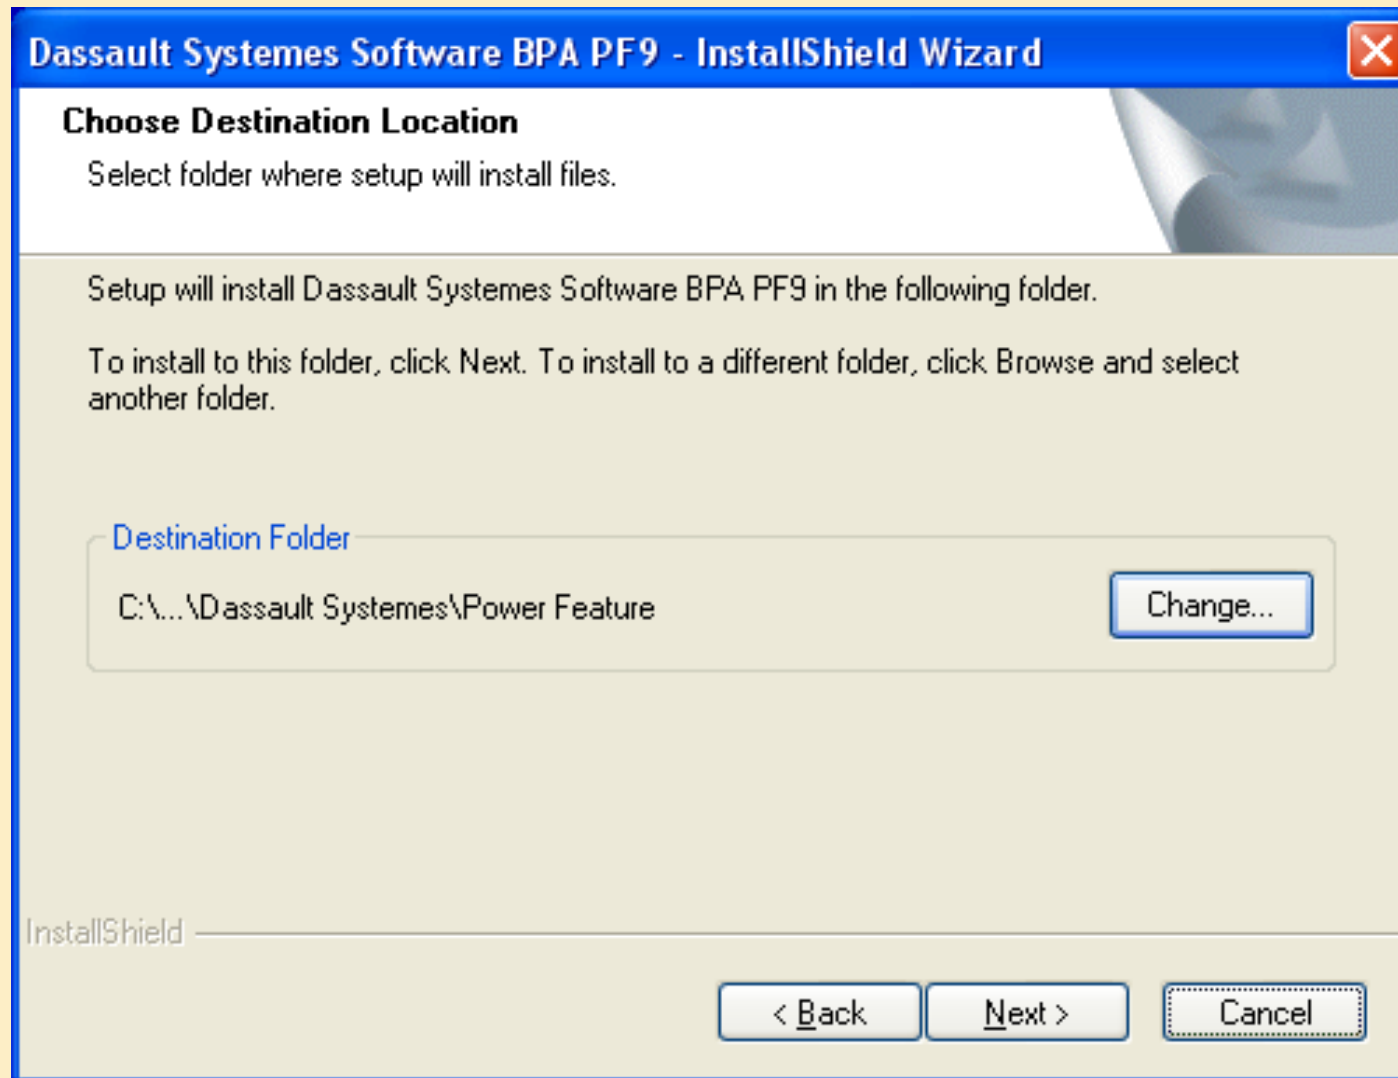 Dassault Systemes Software BPA PF9 - InstallShield Wizard
Choose Destination Location
Select folder where setup will install files.
Setup will install Dassault Systemes Software BPA PF9 in the following folder.
To install to this folder, click Next. To install to a different folder, click Browse and select
another folder.
Destination Folder
C:\...\Dassault Systemes\Power Feature
Change...
InstallShield
< Back
Next >
Cancel